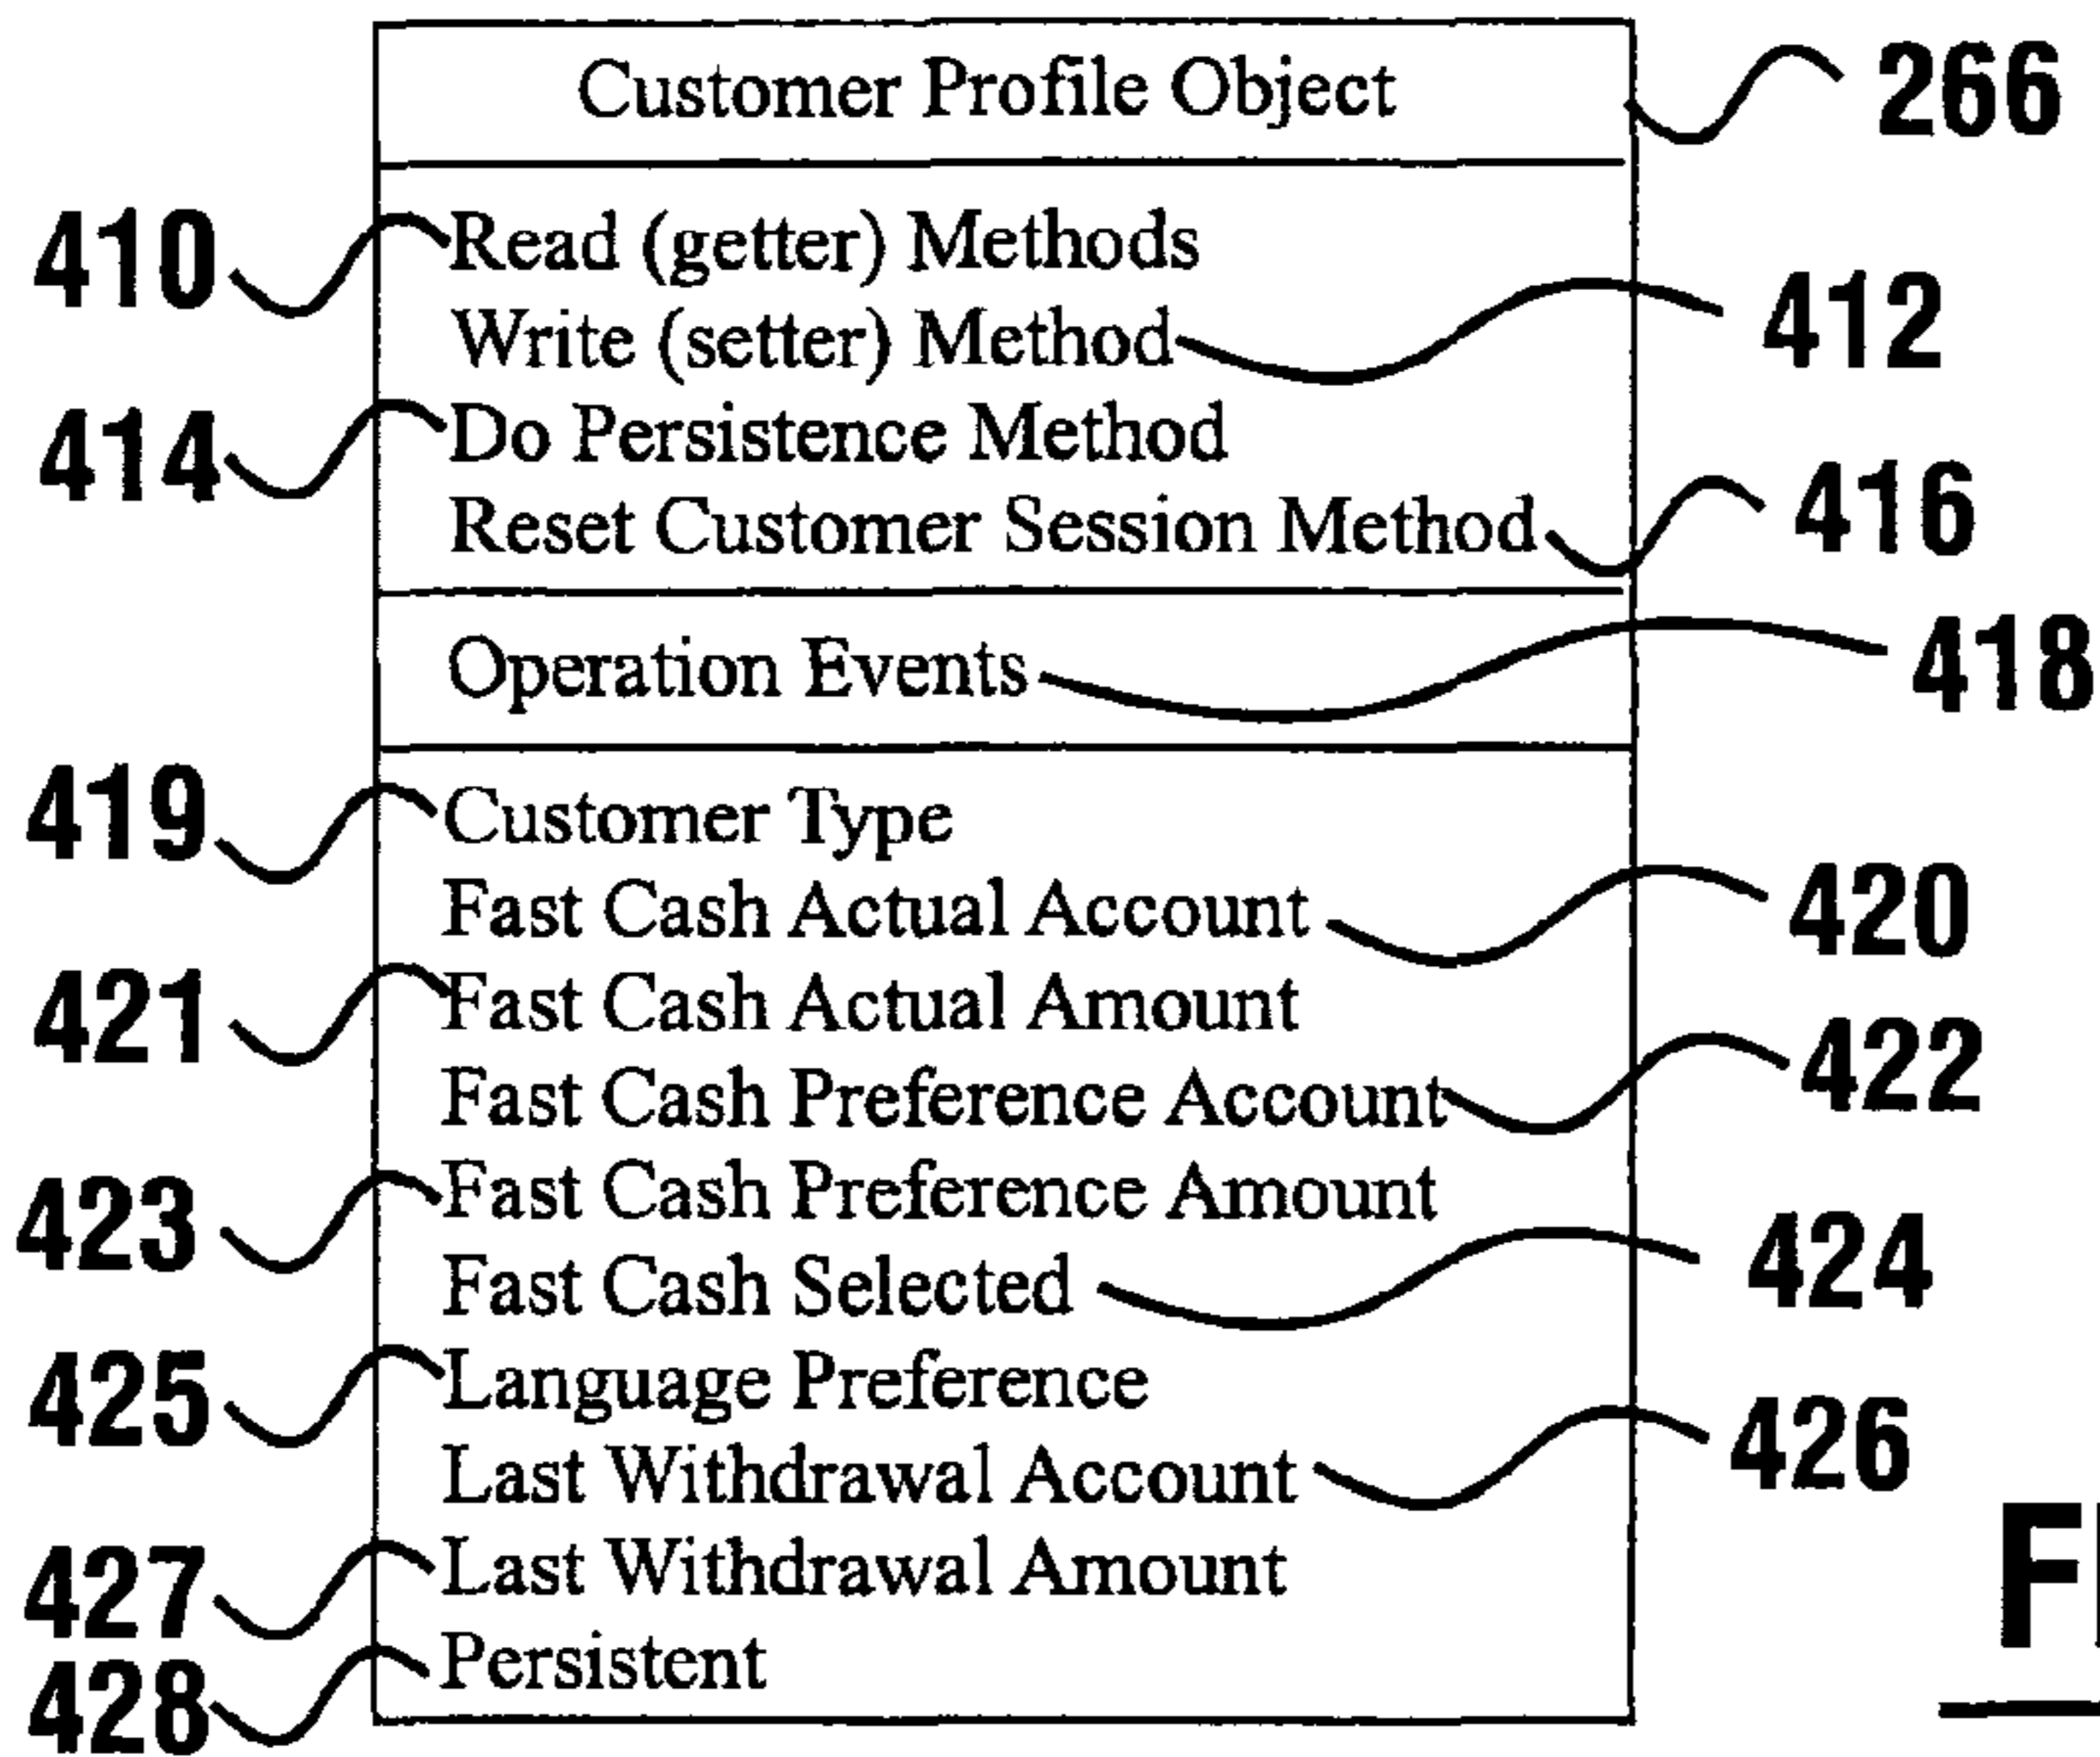 Customer Profile Object 266
410 Read (getter) Methods
Write (setter) Method 412
414 Do Persistence Method
Reset Customer Session Method 416
Operation Events 418
419 Customer Type
Fast Cash Actual Account 420
421 Fast Cash Actual Amount
Fast Cash Preference Account 422
423 Fast Cash Preference Amount
Fast Cash Selected 424
425 Language Preference
Last Withdrawal Account 426
427 Last Withdrawal Amount
428 Persistent